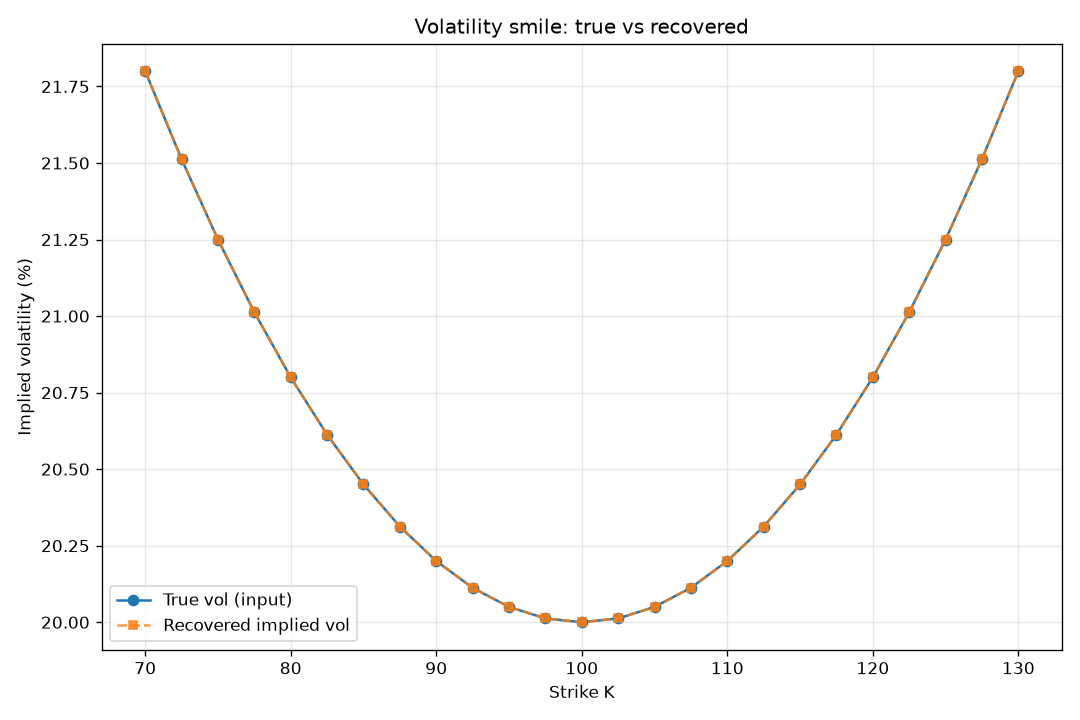 Volatility smile: true vs recovered
Implied volatility (%)
21.75
21.50
21.25
21.00
20.75
20.50
20.25
20.00
True vol (input)
Recovered implied vol
70 80 90 100 110 120 130
Strike K